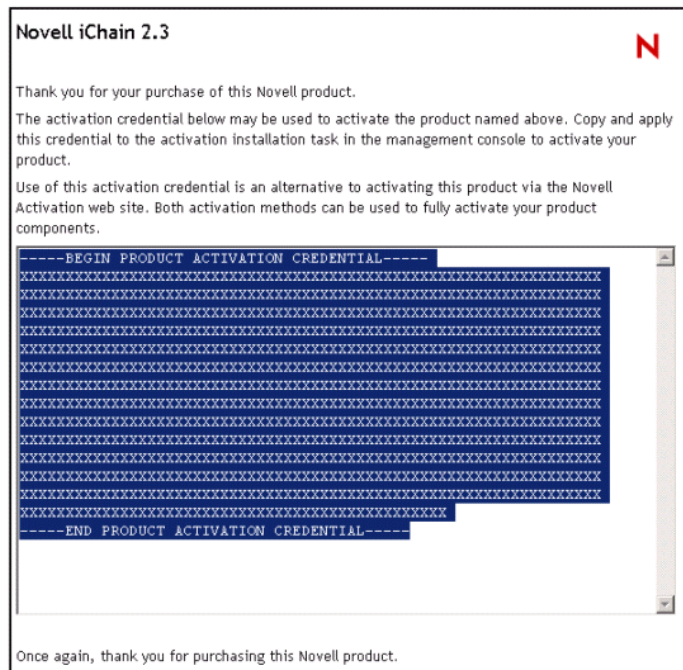 Novell iChain 2.3
N
Thank you for your purchase of this Novell product.
The activation credential below may be used to activate the product named above. Copy and apply
this credential to the activation installation task in the management console to activate your
product.
Use of this activation credential is an alternative to activating this product via the Novell
Activation web site. Both activation methods can be used to fully activate your product
components.
-----BEGIN PRODUCT ACTIVATION CREDENTIAL-----
XXXXXXXXXXXXXXXXXXXXXXXXXXXXXXXXXXXXXXXXXXXXXXXXXXXXXXXXXXXXXXXX
XXXXXXXXXXXXXXXXXXXXXXXXXXXXXXXXXXXXXXXXXXXXXXXXXXXXXXXXXXXXXXXX
XXXXXXXXXXXXXXXXXXXXXXXXXXXXXXXXXXXXXXXXXXXXXXXXXXXXXXXXXXXXXXXX
XXXXXXXXXXXXXXXXXXXXXXXXXXXXXXXXXXXXXXXXXXXXXXXXXXXXXXXXXXXXXXXX
XXXXXXXXXXXXXXXXXXXXXXXXXXXXXXXXXXXXXXXXXXXXXXXXXXXXXXXXXXXXXXXX
XXXXXXXXXXXXXXXXXXXXXXXXXXXXXXXXXXXXXXXXXXXXXXXXXXXXXXXXXXXXXXXX
XXXXXXXXXXXXXXXXXXXXXXXXXXXXXXXXXXXXXXXXXXXXXXXXXXXXXXXXXXXXXXXX
XXXXXXXXXXXXXXXXXXXXXXXXXXXXXXXXXXXXXXXXXXXXXXXXXXXXXXXXXXXXXXXX
XXXXXXXXXXXXXXXXXXXXXXXXXXXXXXXXXXXXXXXXXXXXXXXXXXXXXXXXXXXXXXXX
XXXXXXXXXXXXXXXXXXXXXXXXXXXXXXXXXXXXXXXXXXXXXXXXXXXXXXXXXXXXXXXX
XXXXXXXXXXXXXXXXXXXXXXXXXXXXXXXXXXXXXXXXXXXXXXXXXXXXXXXXXXXXXXXX
XXXXXXXXXXXXXXXXXXXXXXXXXXXXXXXXXXXXXXXXXXXXXXXXXXXXXXXXXXXXXXXX
XXXXXXXXXXXXXXXXXXXXXXXXXXXXXXXXXXXXXXXXXXXXXXXXXXXXXXXXXXXXXXXX
XXXXXXXXXXXXXXXXXXXXXXXXXXXXXXXXXXXXXXXXXXXXXXX
-----END PRODUCT ACTIVATION CREDENTIAL-----
Once again, thank you for purchasing this Novell product.